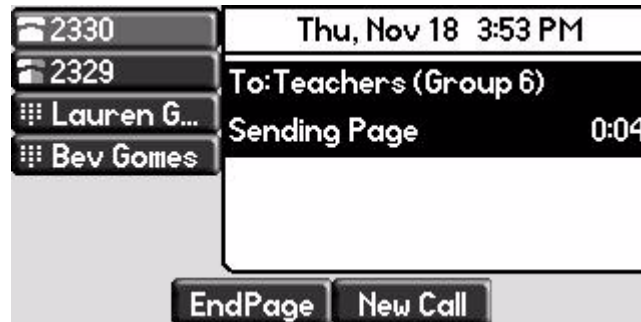 2330
2329
Lauren G...
Bev Gomes
Thu, Nov 18 3:53 PM
To:Teachers (Group 6)
Sending Page 0:04
EndPage New Call